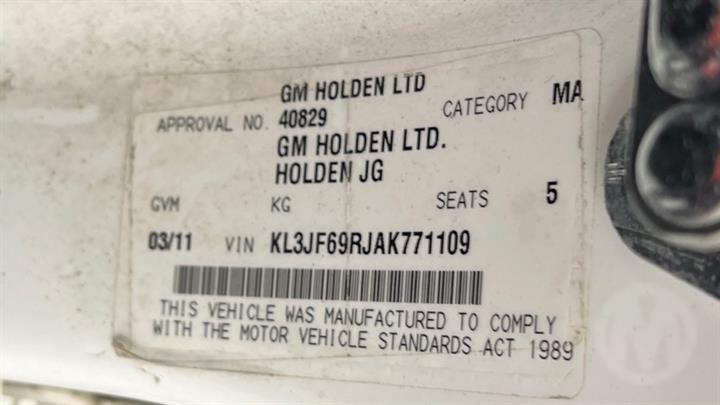 GM HOLDEN LTD
APPROVAL NO. 40829 CATEGORY MA
GM HOLDEN LTD.
HOLDEN JG
GVM KG SEATS 5
03/11 VIN KL3JF69RJAK771109
THIS VEHICLE WAS MANUFACTURED TO COMPLY
WITH THE MOTOR VEHICLE STANDARDS ACT 1989
M